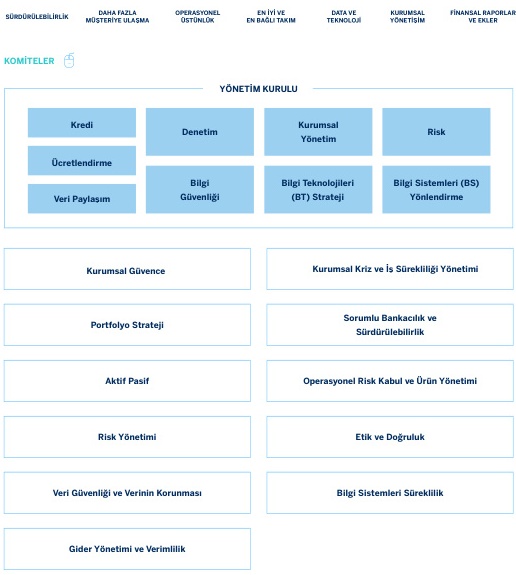 SÜRDÜRÜLEBİLİRLİK
DAHA FAZLA
MÜŞTERİYE ULAŞMA
OPERASYONEL
ÜSTÜNLÜK
EN İYİ VE
EN BAĞLI TAKIM
DATA VE
TEKNOLOJİ
KURUMSAL
YÖNETİŞİM
FİNANSAL RAPORLAR
VE EKLER
KOMİTELER
YÖNETİM KURULU
Kredi
Ücretlendirme
Veri Paylaşım
Denetim
Bilgi
Güvenliği
Kurumsal
Yönetim
Bilgi Teknolojileri
(BT) Strateji
Risk
Bilgi Sistemleri (BS)
Yönlendirme
Kurumsal Güvence
Kurumsal Kriz ve İş Sürekliliği Yönetimi
Portfolyo Strateji
Sorumlu Bankacılık ve
Sürdürülebilirlik
Aktif Pasif
Operasyonel Risk Kabul ve Ürün Yönetimi
Risk Yönetimi
Etik ve Doğruluk
Veri Güvenliği ve Verinin Korunması
Bilgi Sistemleri Süreklilik
Gider Yönetimi ve Verimlilik